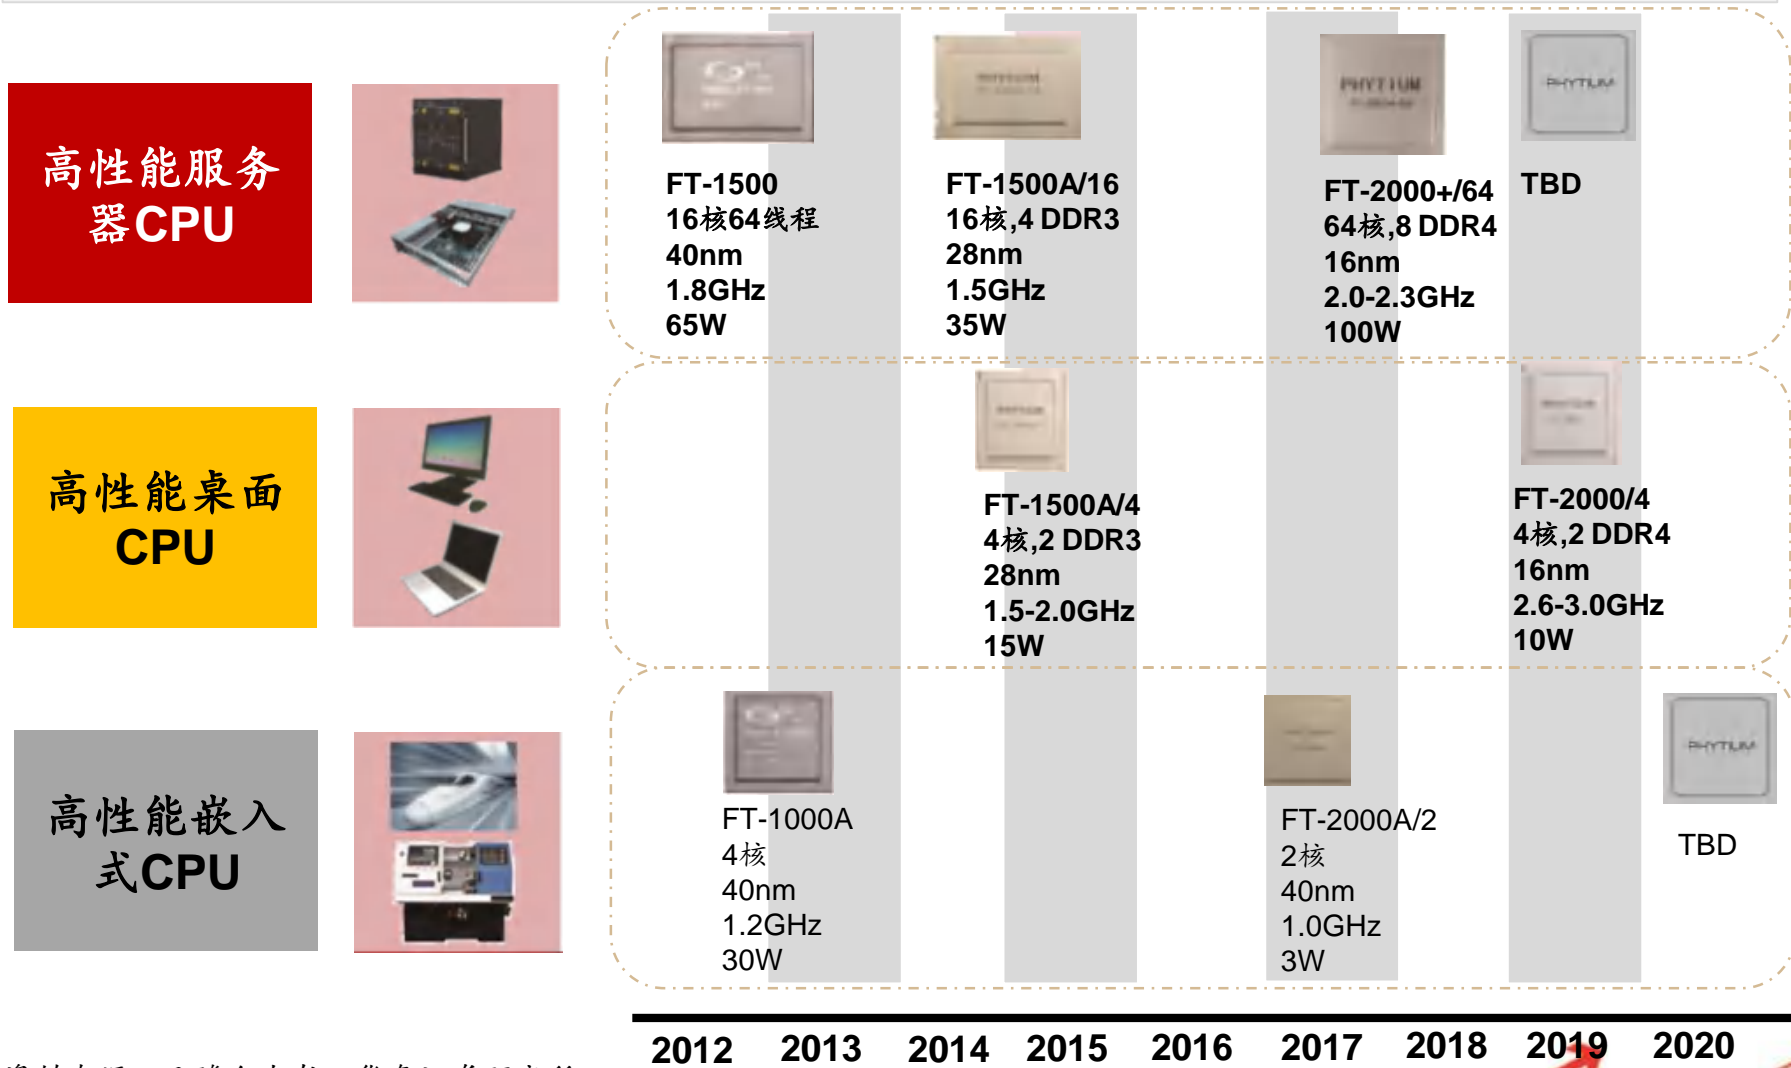 高性能服务
器CPU
PHYTIUM
PHYTIUM
PHYTIUM
FT-1500
16核64线程
40nm
1.8GHz
65W
FT-1500A/16
16核,4 DDR3
28nm
1.5GHz
35W
FT-2000+/64
64核,8 DDR4
16nm
2.0-2.3GHz
100W
TBD
高性能桌面
CPU
PHYTIUM
FT-1500A/4
4核,2 DDR3
28nm
1.5-2.0GHz
15W
FT-2000/4
4核,2 DDR4
16nm
2.6-3.0GHz
10W
高性能嵌入
式CPU
PHYTIUM
FT-1000A
4核
40nm
1.2GHz
30W
FT-2000A/2
2核
40nm
1.0GHz
3W
TBD
2012 2013 2014 2015 2016 2017 2018 2019 2020